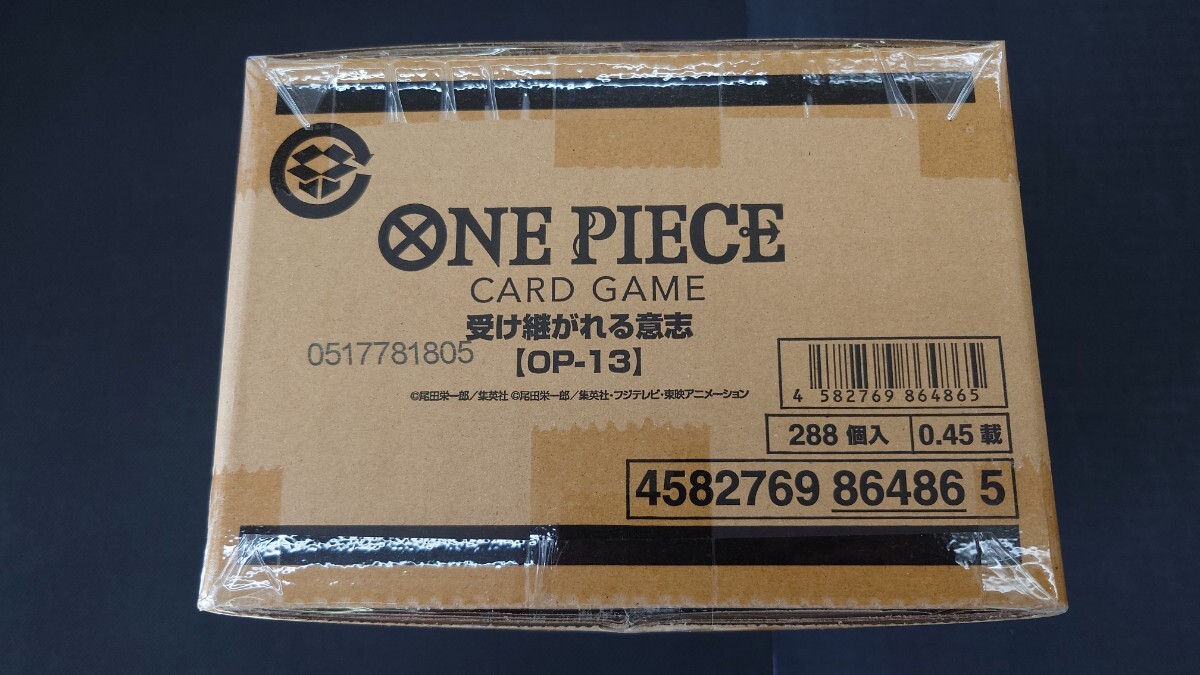 ONE PIECE
CARD GAME
受け継がれる意志
0517781805
【OP-13】
©尾田栄一郎／集英社 ©尾田栄一郎／集英社・フジテレビ・東映アニメーション
4 582769 864865
288 個入 0.45 載
4582769 86486 5